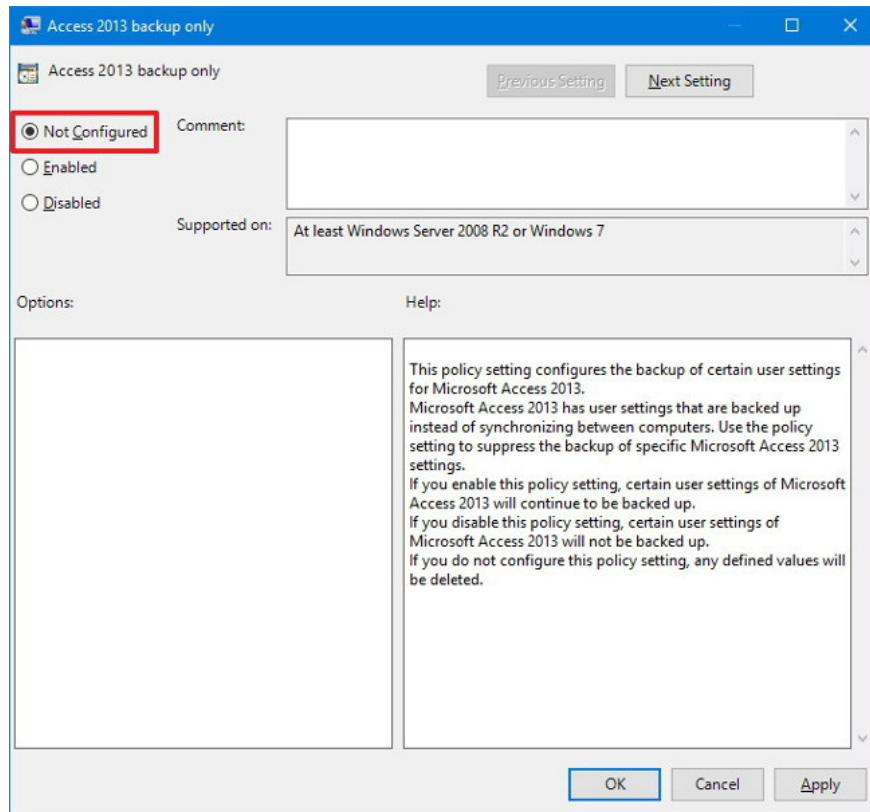 Access 2013 backup only
Access 2013 backup only
Previous Setting
Next Setting
Not Configured
Comment:
Enabled
Disabled
Supported on:
At least Windows Server 2008 R2 or Windows 7
Options:
Help:
This policy setting configures the backup of certain user settings
for Microsoft Access 2013.
Microsoft Access 2013 has user settings that are backed up
instead of synchronizing between computers. Use the policy
setting to suppress the backup of specific Microsoft Access 2013
settings.
If you enable this policy setting, certain user settings of Microsoft
Access 2013 will continue to be backed up.
If you disable this policy setting, certain user settings of
Microsoft Access 2013 will not be backed up.
If you do not configure this policy setting, any defined values will
be deleted.
OK
Cancel
Apply